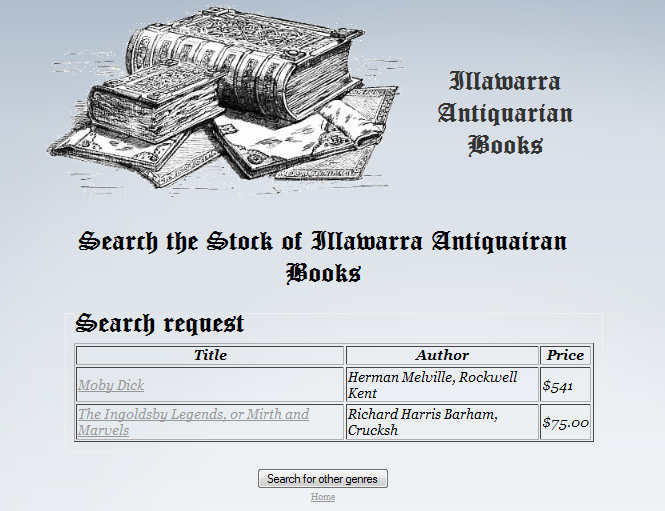 Illawarra
Antiquarian
Books
Search the Stock of Illawarra Antiquairan
Books
Search request
Title Author Price
Moby Dick Herman Melville, Rockwell Kent $541
The Ingoldsby Legends, or Mirth and Marvels Richard Harris Barham, Crucksh $75.00
Search for other genres
Home